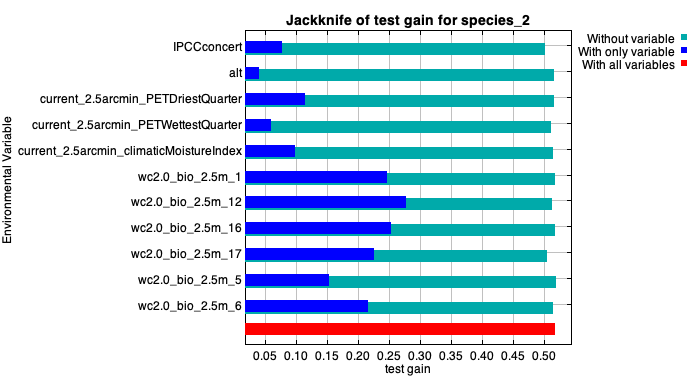 Jackknife of test gain for species_2
Without variable
With only variable
With all variables
Environmental Variable
IPCCconcert
alt
current_2.5arcmin_PETDriestQuarter
current_2.5arcmin_PETWettestQuarter
current_2.5arcmin_climaticMoistureIndex
wc2.0_bio_2.5m_1
wc2.0_bio_2.5m_12
wc2.0_bio_2.5m_16
wc2.0_bio_2.5m_17
wc2.0_bio_2.5m_5
wc2.0_bio_2.5m_6
0.05 0.10 0.15 0.20 0.25 0.30 0.35 0.40 0.45 0.50
test gain